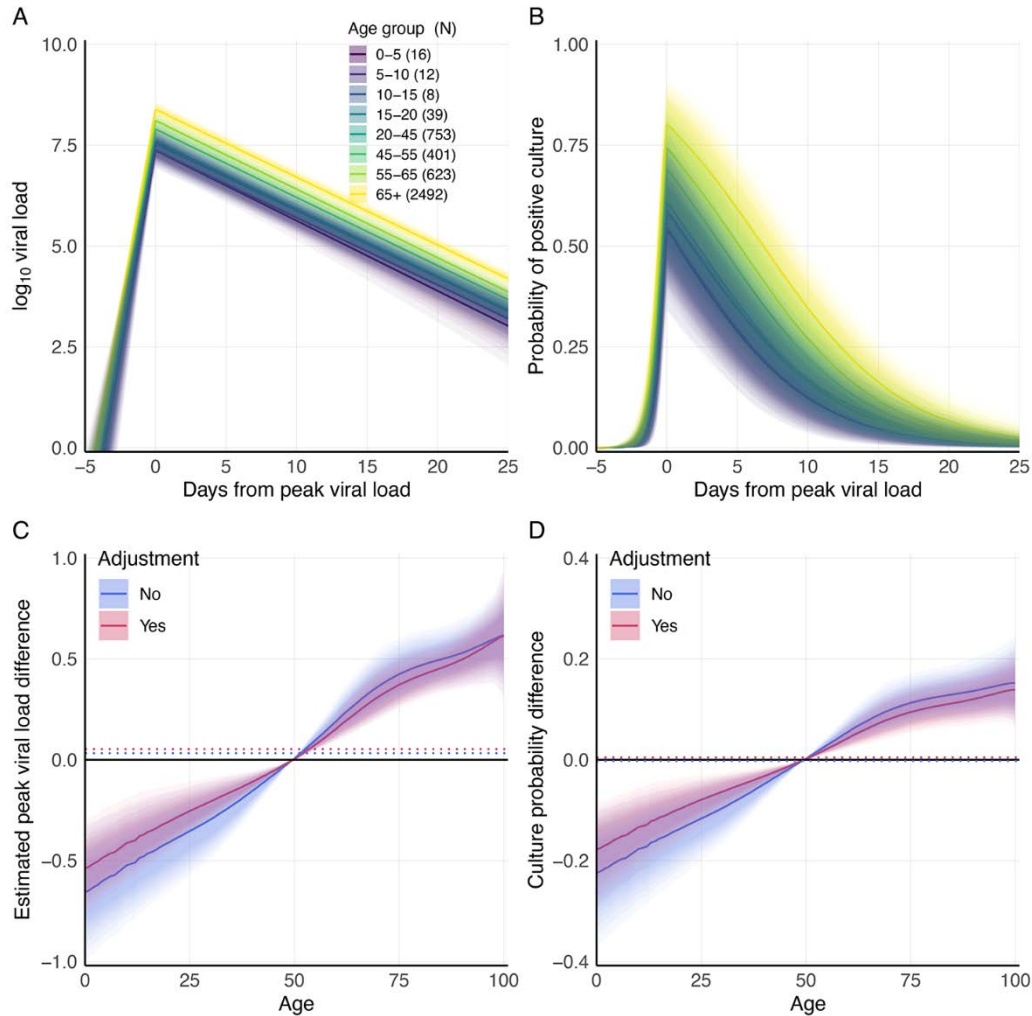 A
Age group (N)
0−5 (16)
5−10 (12)
10−15 (8)
15−20 (39)
20−45 (753)
45−55 (401)
55−65 (623)
65+ (2492)
10.0
7.5
5.0
2.5
0.0
log₁₀ viral load
−5 0 5 10 15 20 25
Days from peak viral load
B
1.00
0.75
0.50
0.25
0.00
Probability of positive culture
−5 0 5 10 15 20 25
Days from peak viral load
C
Adjustment
No
Yes
1.0
0.5
0.0
−0.5
−1.0
Estimated peak viral load difference
0 25 50 75 100
Age
D
Adjustment
No
Yes
0.4
0.2
0.0
−0.2
−0.4
Culture probability difference
0 25 50 75 100
Age